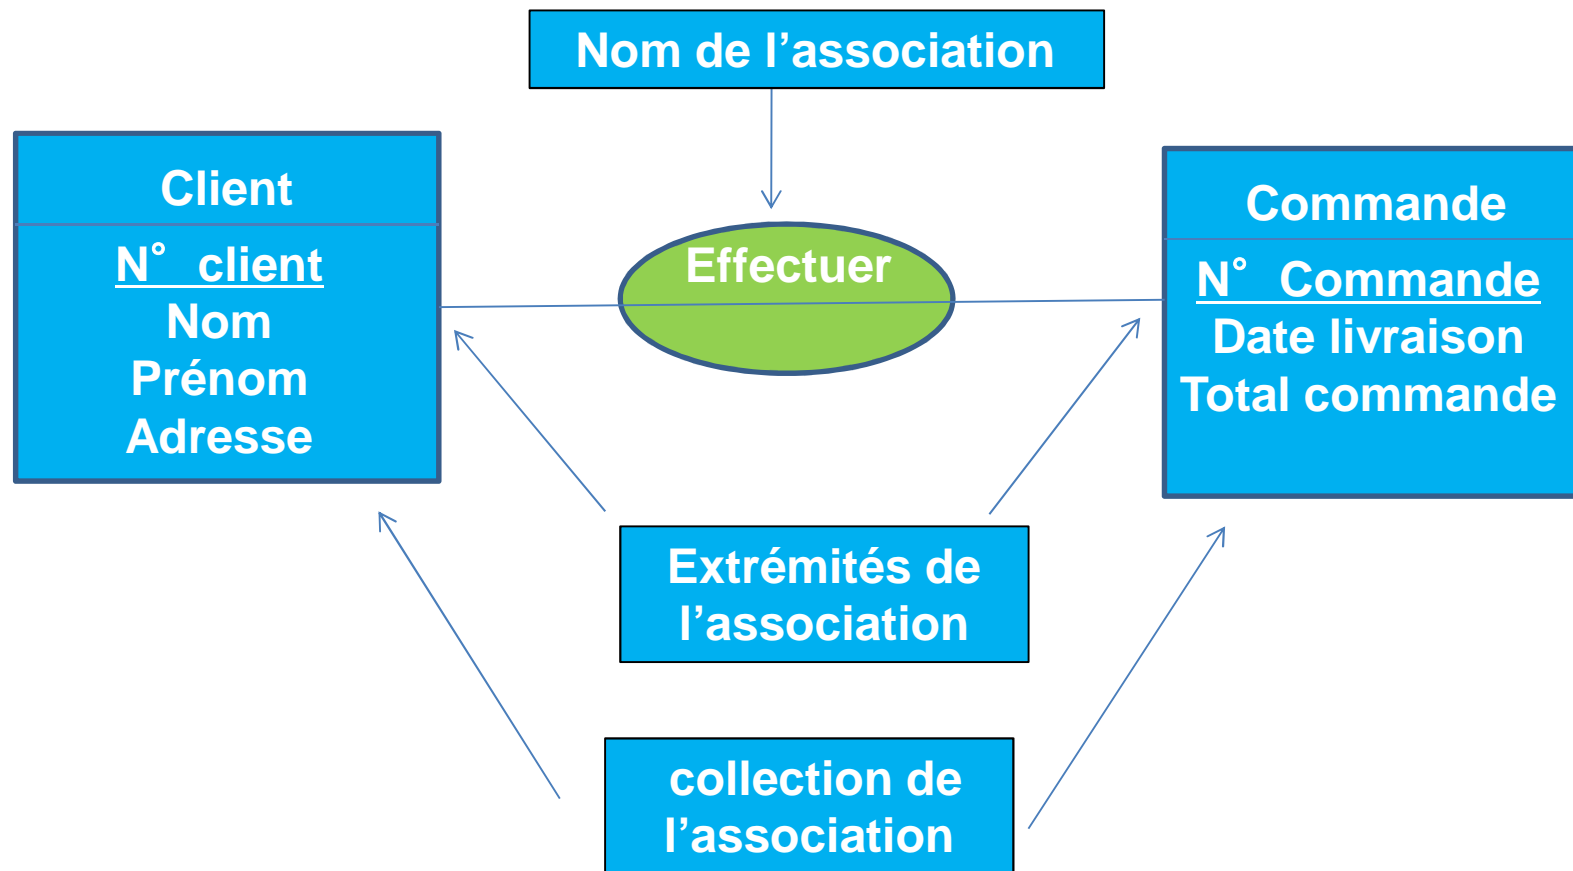 Nom de l’association
Client
N° client
Nom
Prénom
Adresse
Effectuer
Commande
N° Commande
Date livraison
Total commande
Extrémités de
l’association
collection de
l’association